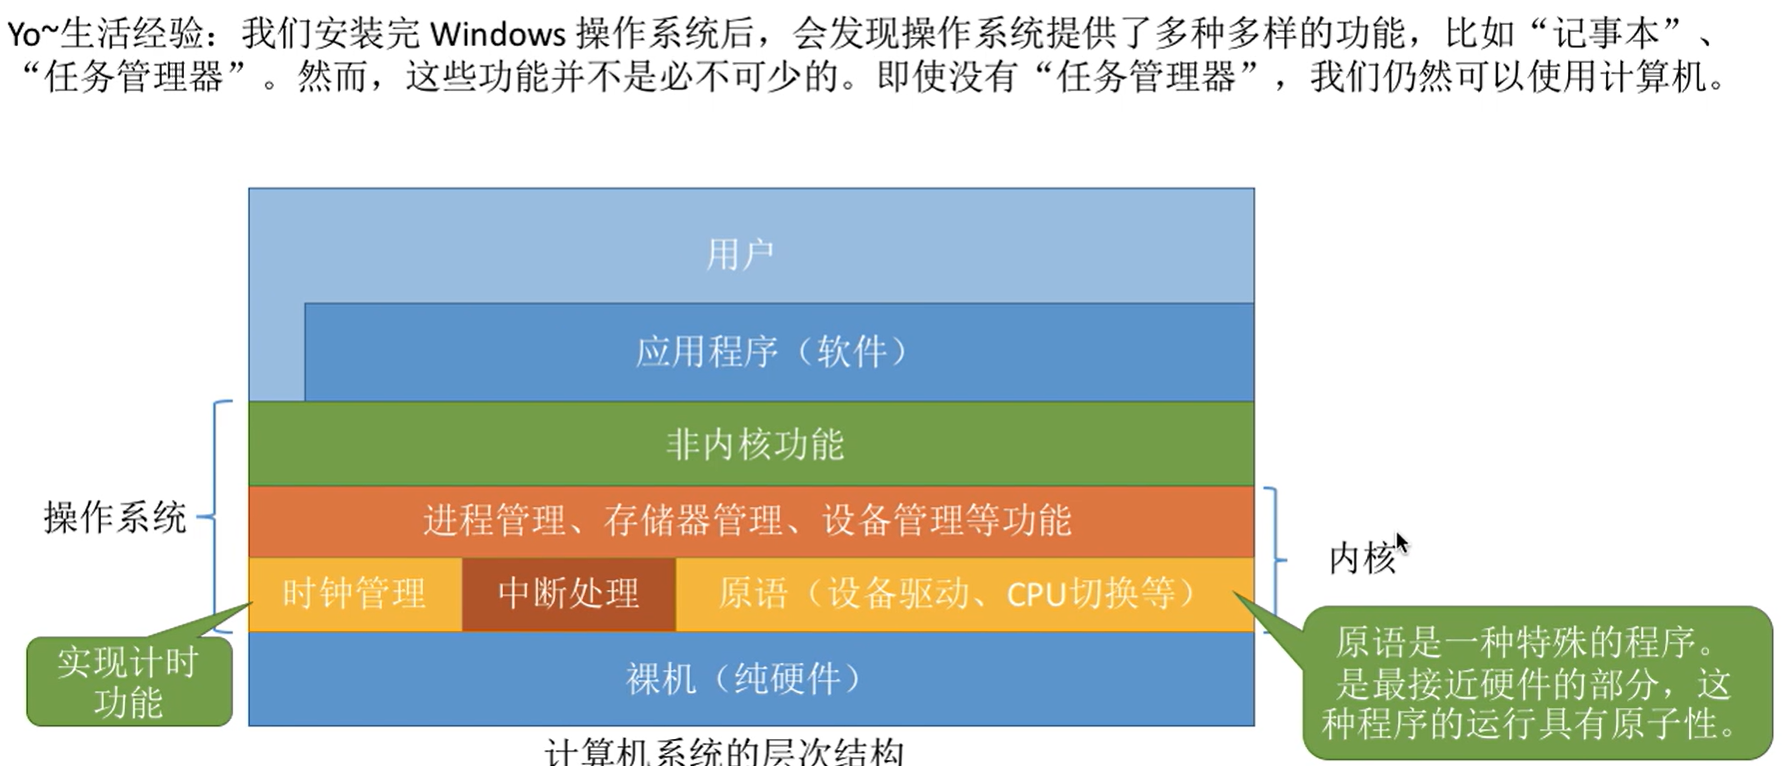 Yo~生活经验：我们安装完 Windows 操作系统后，会发现操作系统提供了多种多样的功能，比如“记事本”、
“任务管理器”。然而，这些功能并不是必不可少的。即使没有“任务管理器”，我们仍然可以使用计算机。
用户
应用程序（软件）
非内核功能
操作系统
进程管理、存储器管理、设备管理等功能
内核
时钟管理
中断处理
原语（设备驱动、CPU切换等）
实现计时
功能
裸机（纯硬件）
原语是一种特殊的程序。
是最接近硬件的部分，这
种程序的运行具有原子性。
计算机系统的层次结构